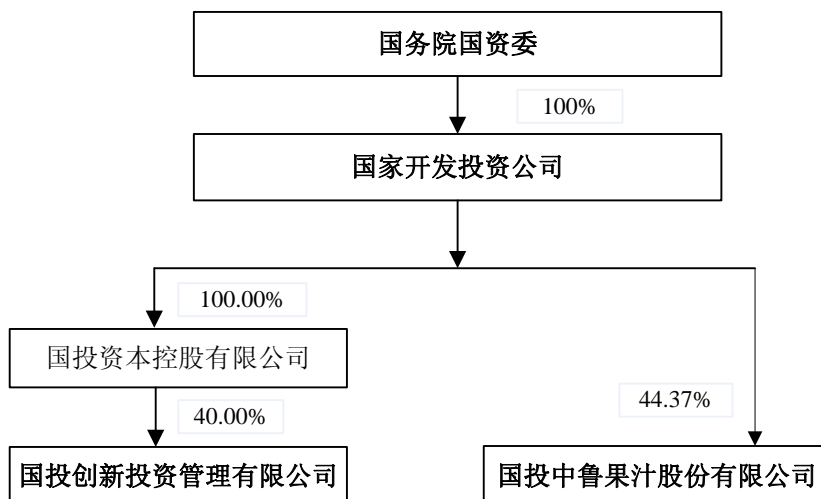 国务院国资委
100%
国家开发投资公司
100.00%
国投资本控股有限公司
40.00%
44.37%
国投创新投资管理有限公司
国投中鲁果汁股份有限公司